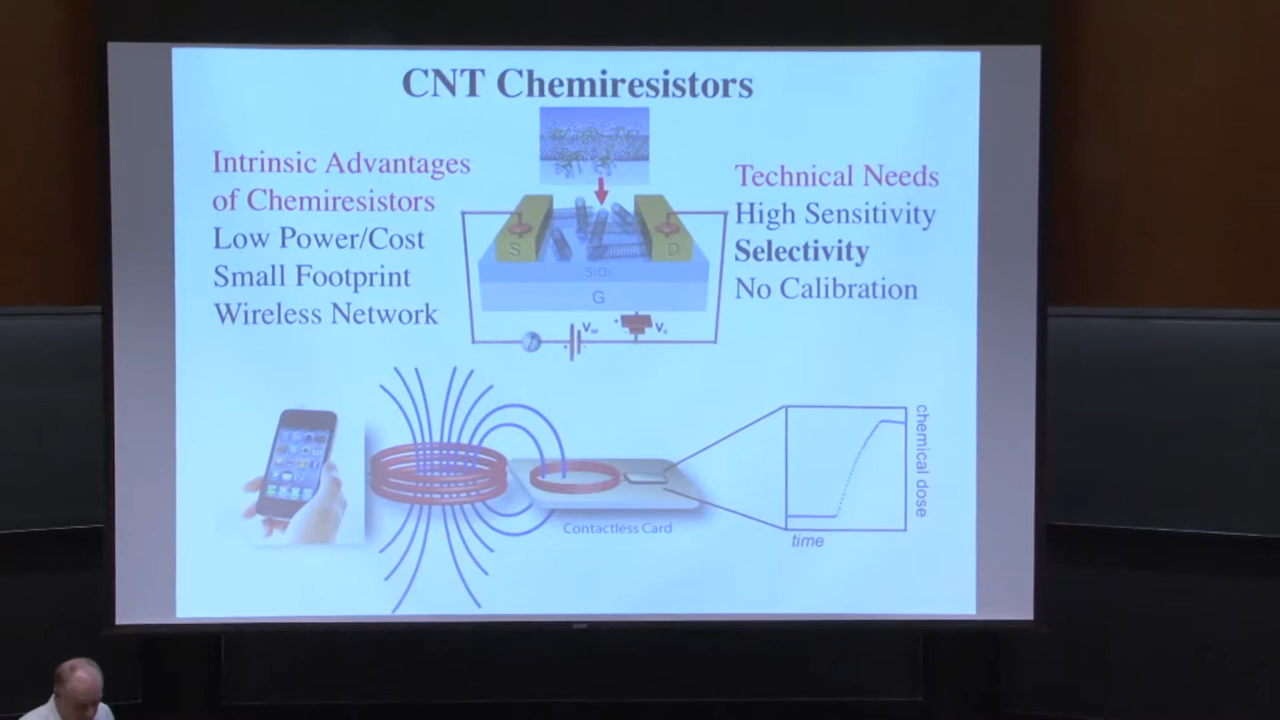 CNT Chemiresistors
Intrinsic Advantages
of Chemiresistors
Low Power/Cost
Small Footprint
Wireless Network
S
D
SiO₂
G
Technical Needs
High Sensitivity
Selectivity
No Calibration
Contactless Card
time
chemical dose